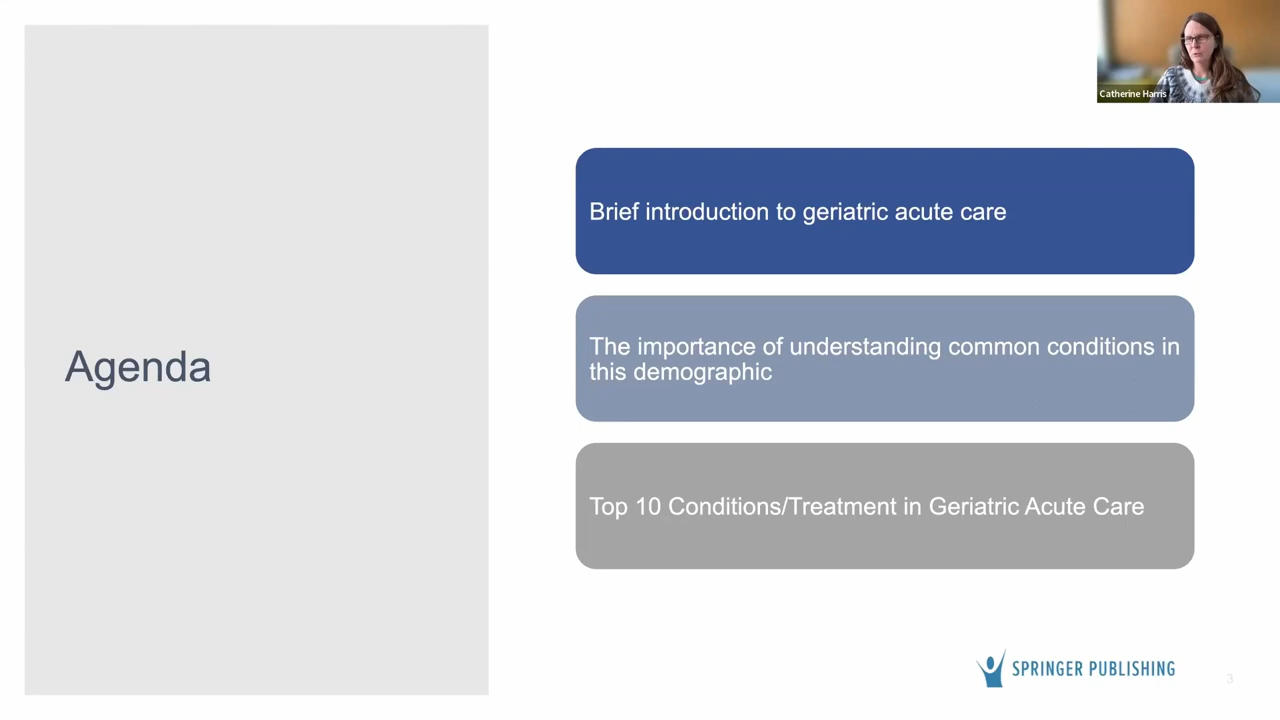 Catherine Harris
Brief introduction to geriatric acute care
The importance of understanding common conditions in
this demographic
Agenda
Top 10 Conditions/Treatment in Geriatric Acute Care
SPRINGER PUBLISHING
3